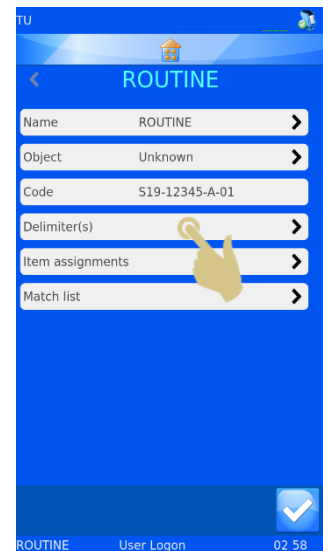 TU
ROUTINE
Name ROUTINE
Object Unknown
Code S19-12345-A-01
Delimiter(s)
Item assignments
Match list
ROUTINE User Logon 02 58